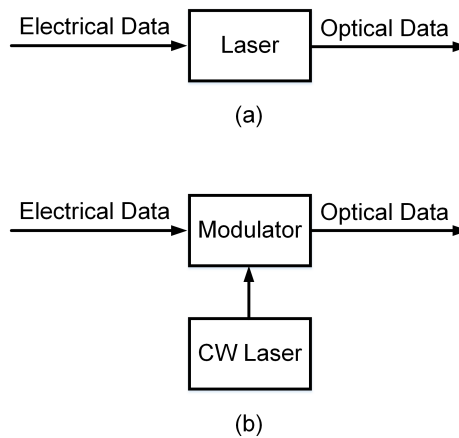 Electrical Data
Laser
Optical Data
(a)
Electrical Data
Modulator
Optical Data
CW Laser
(b)